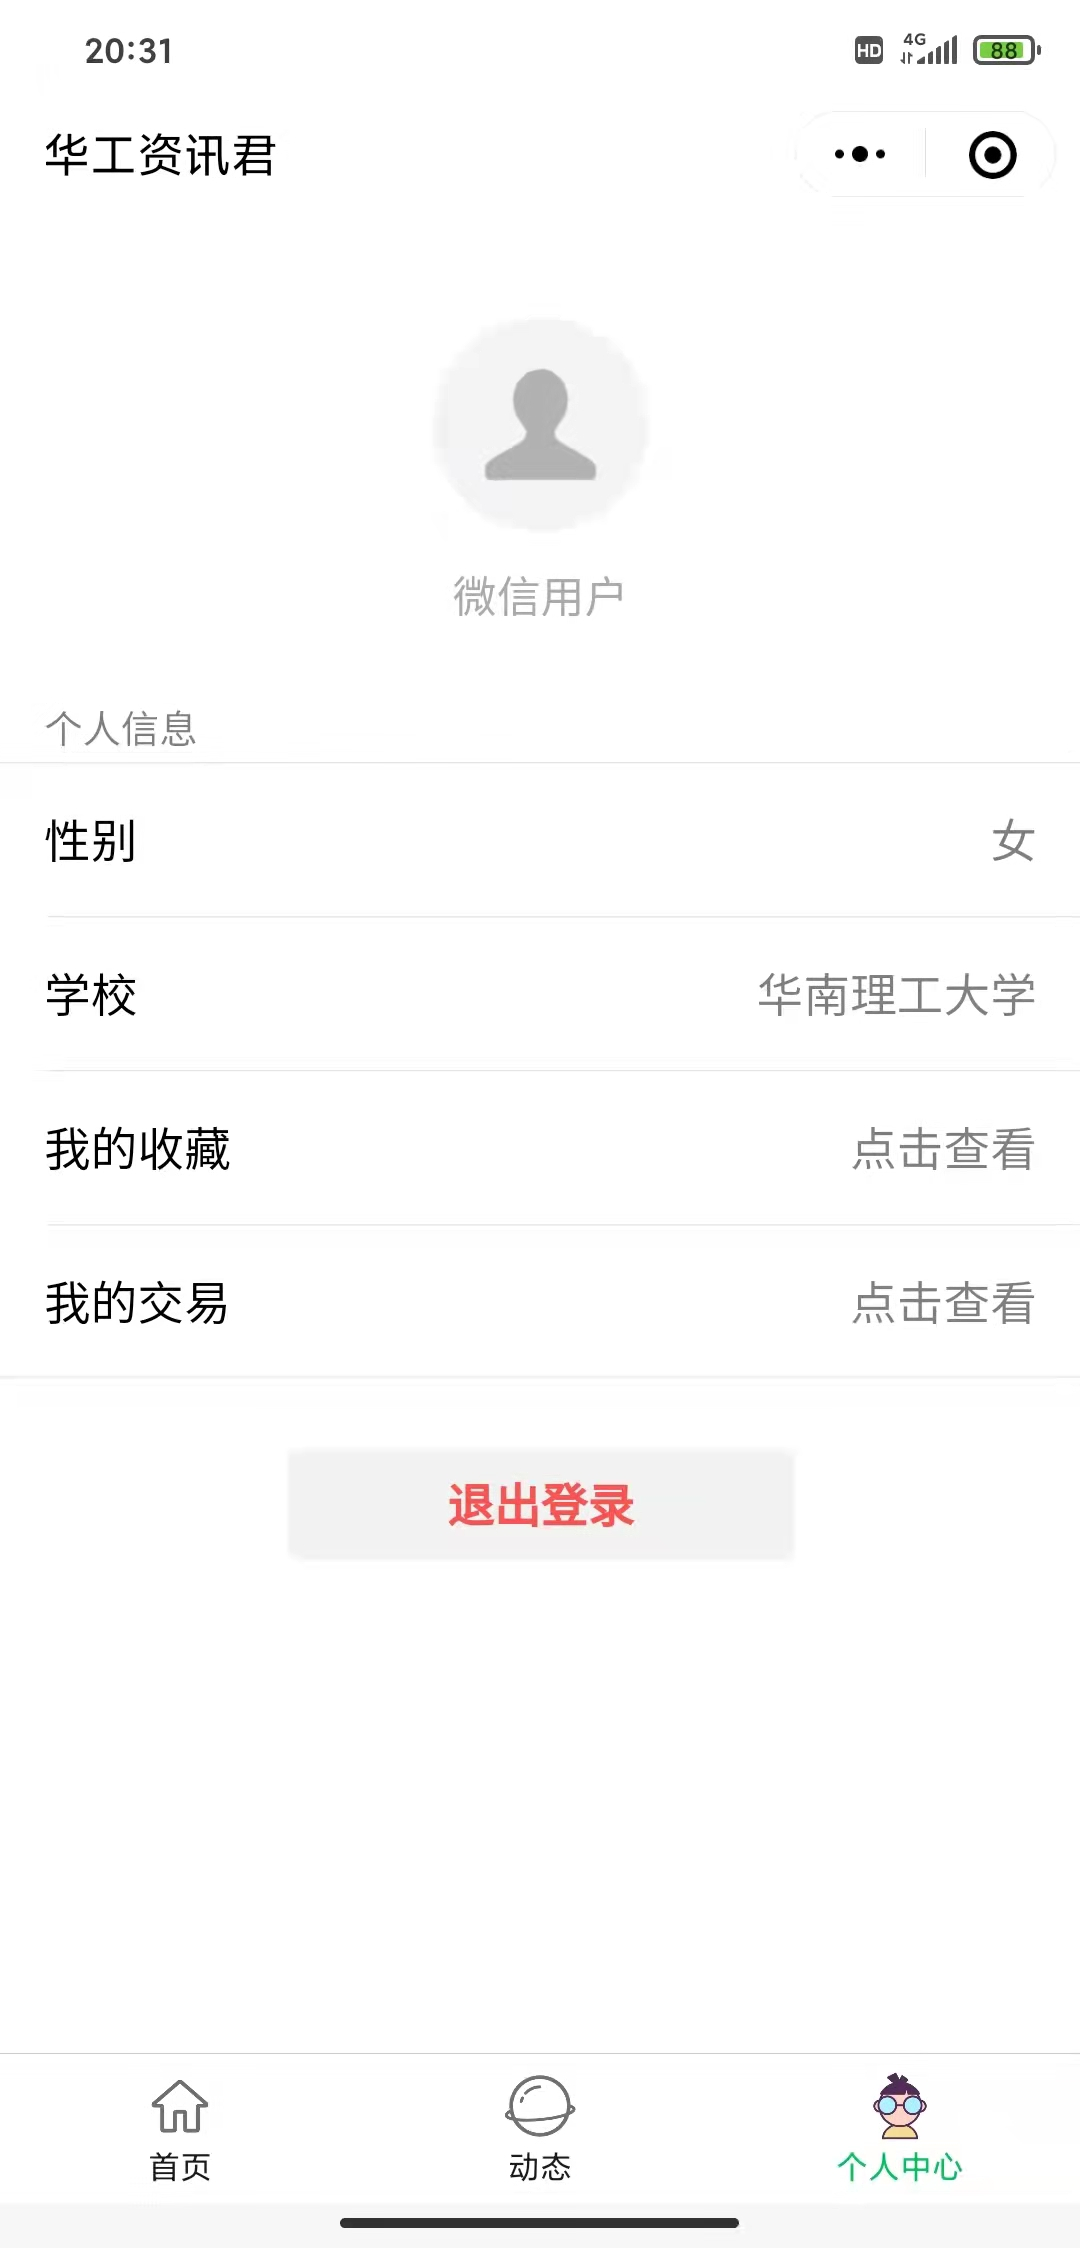 20:31 HD 4G 88
华工资讯君
微信用户
个人信息
性别 女
学校 华南理工大学
我的收藏 点击查看
我的交易 点击查看
退出登录
首页 动态 个人中心